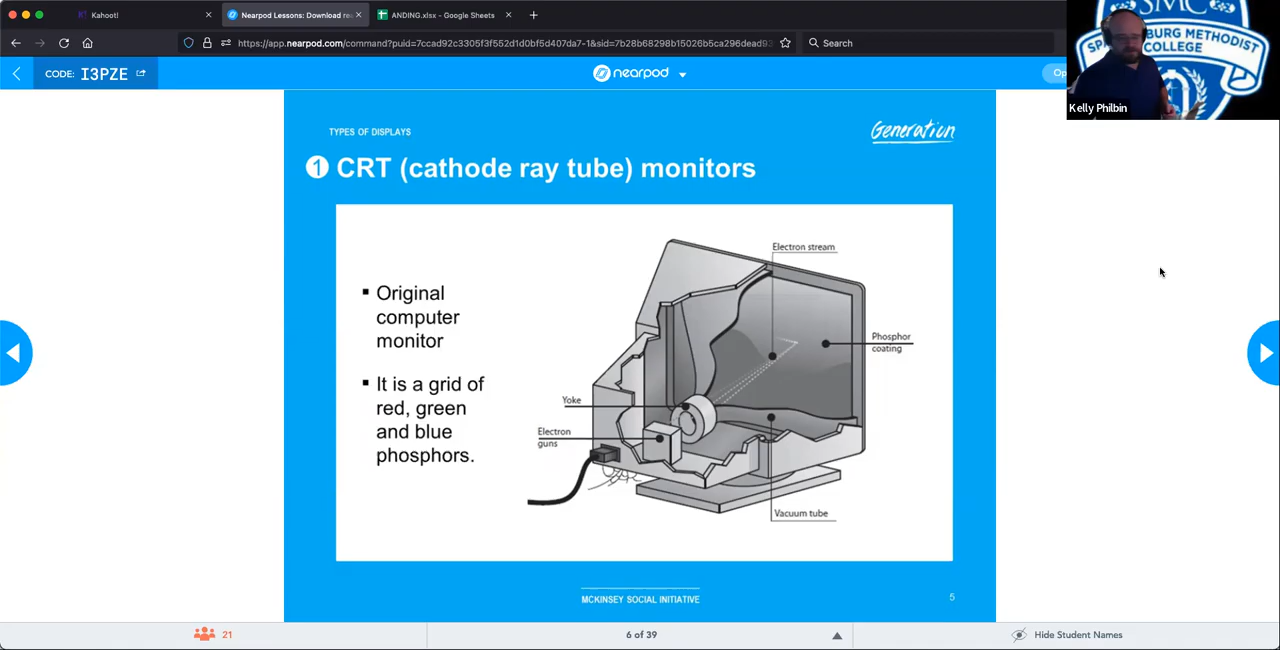 Kahoot!
Nearpod Lessons: Download re
ANDING.xlsx - Google Sheets
https://app.nearpod.com/command?puid=7ccad92c3305f3f552d1d0bf5d407da7-1&sid=7b28b68298b15026b5ca296dead93
Search
SMC
COLLEGE
Kelly Philbin
CODE: I3PZE
nearpod
Op
TYPES OF DISPLAYS
Generation
1 CRT (cathode ray tube) monitors
▪ Original
computer
monitor
▪ It is a grid of
red, green
and blue
phosphors.
Electron stream
Phosphor
coating
Yoke
Electron
guns
Vacuum tube
MCKINSEY SOCIAL INITIATIVE
5
21
6 of 39
Hide Student Names